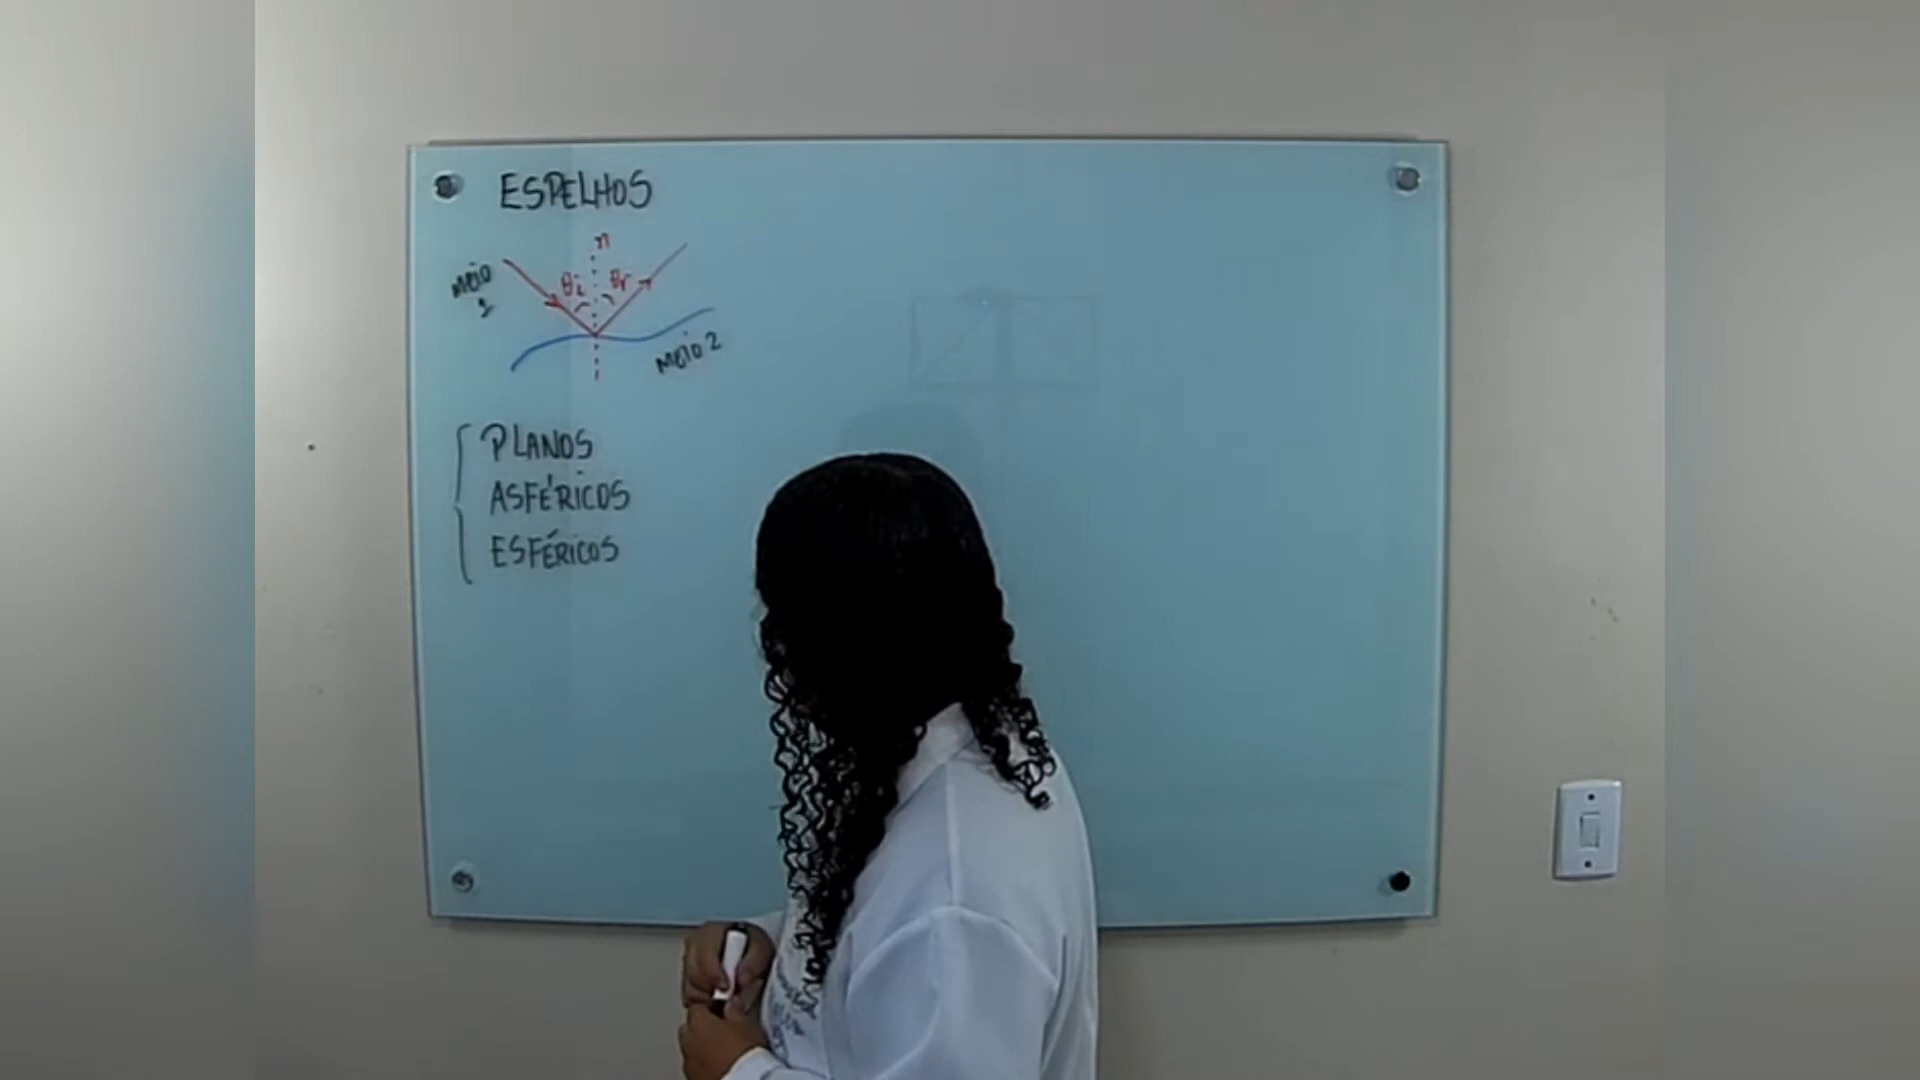 ESPELHOS
n
θi θr
MEIO
1
MEIO 2
PLANOS
ASFÉRICOS
ESFÉRICOS